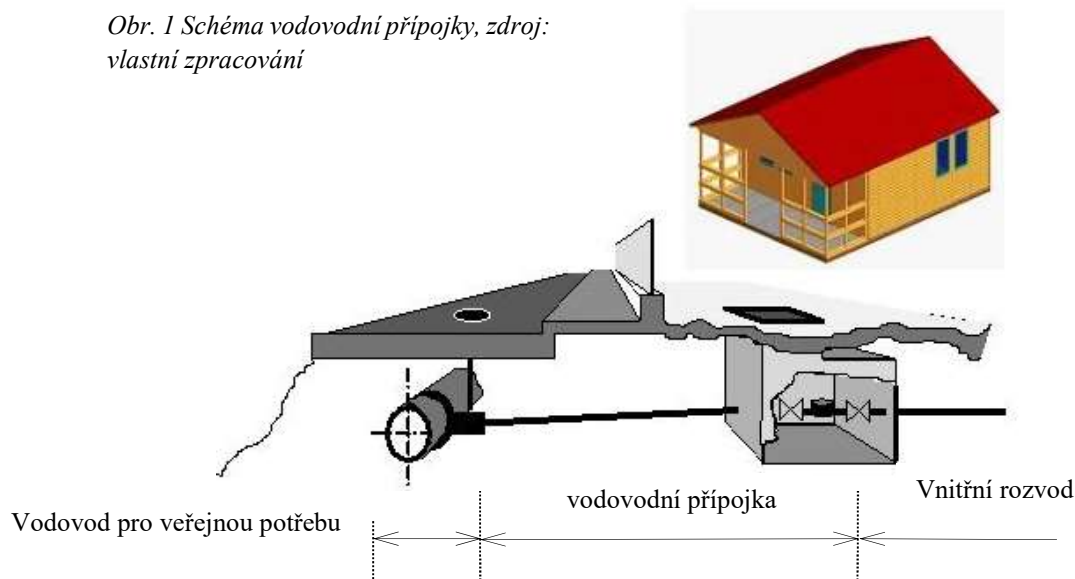 Obr. 1 Schéma vodovodní přípojky, zdroj:
vlastní zpracování
Vodovod pro veřejnou potřebu
vodovodní přípojka
Vnitřní rozvod